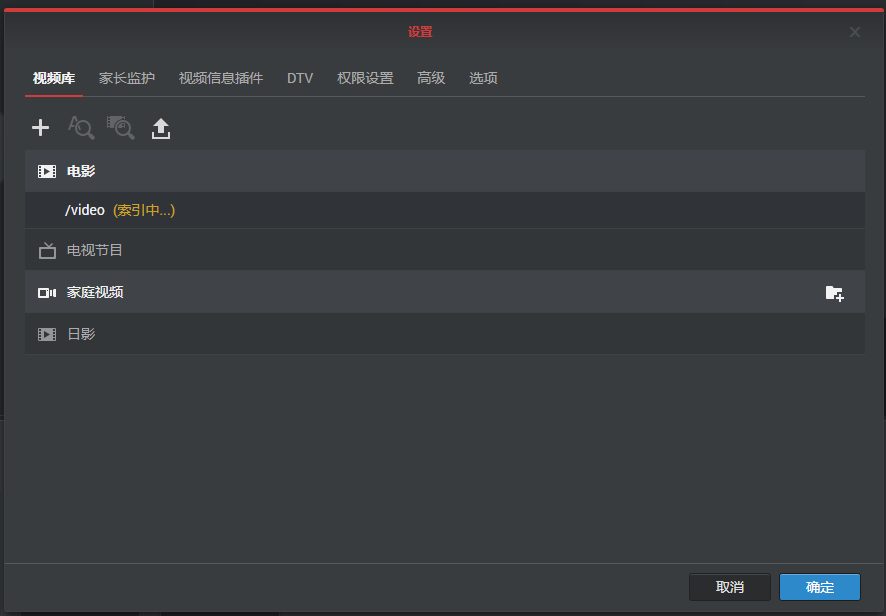 设置
视频库 家长监护 视频信息插件 DTV 权限设置 高级 选项
电影
/video (索引中...)
电视节目
家庭视频
日影
取消 确定